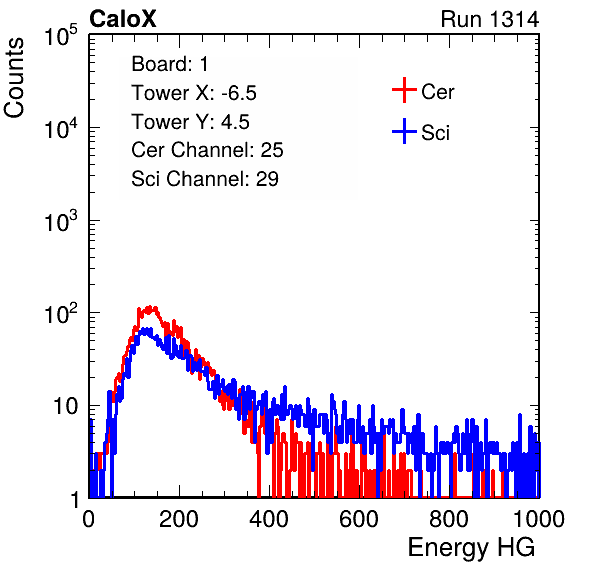 CaloX Run 1314
Counts
10^5
10^4
10^3
10^2
10
1
Board: 1
Tower X: -6.5
Tower Y: 4.5
Cer Channel: 25
Sci Channel: 29
Cer
Sci
0 200 400 600 800 1000
Energy HG